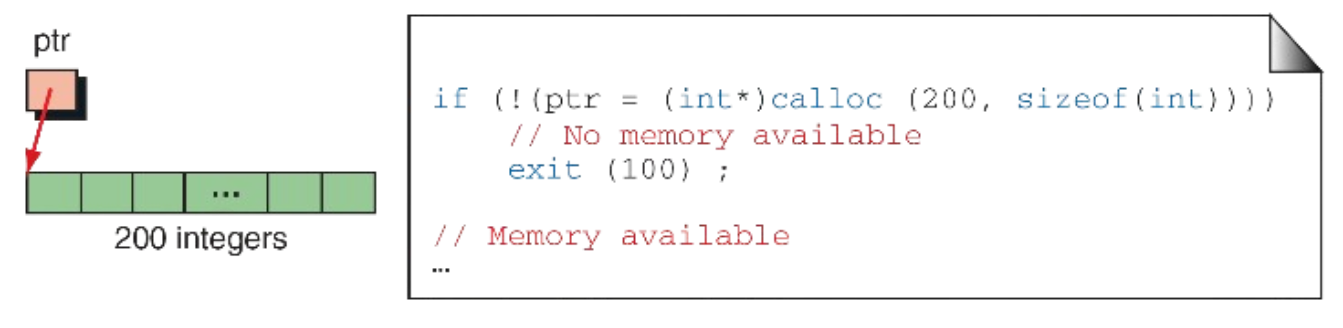 ptr
...
200 integers
if (!(ptr = (int*)calloc (200, sizeof(int))))
// No memory available
exit (100) ;
// Memory available
...